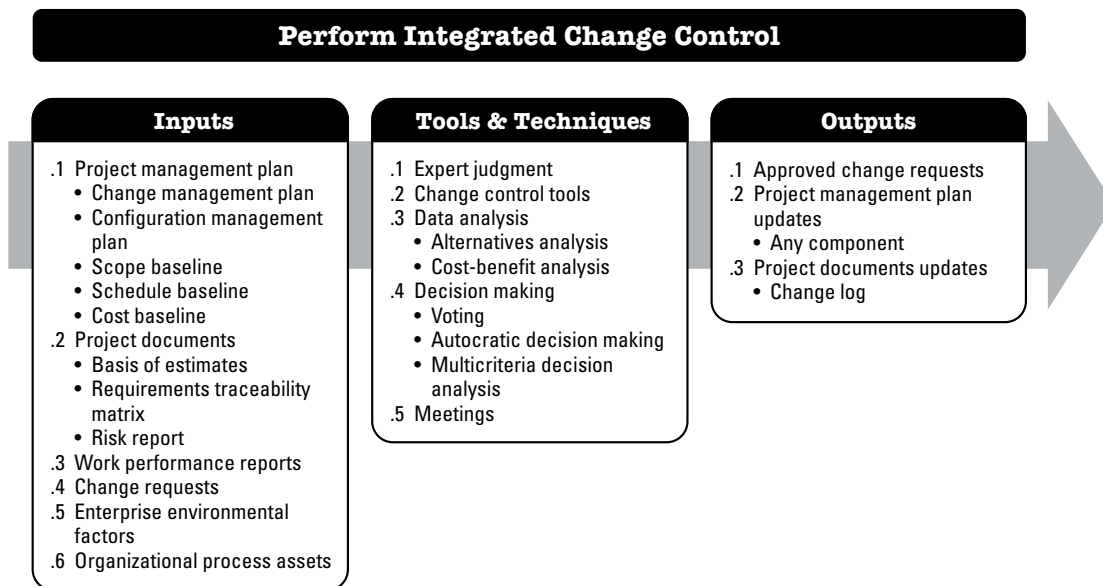 Perform Integrated Change Control
Inputs
.1 Project management plan
• Change management plan
• Configuration management
plan
• Scope baseline
• Schedule baseline
• Cost baseline
.2 Project documents
• Basis of estimates
• Requirements traceability
matrix
• Risk report
.3 Work performance reports
.4 Change requests
.5 Enterprise environmental
factors
.6 Organizational process assets
Tools & Techniques
.1 Expert judgment
.2 Change control tools
.3 Data analysis
• Alternatives analysis
• Cost-benefit analysis
.4 Decision making
• Voting
• Autocratic decision making
• Multicriteria decision
analysis
.5 Meetings
Outputs
.1 Approved change requests
.2 Project management plan
updates
• Any component
.3 Project documents updates
• Change log